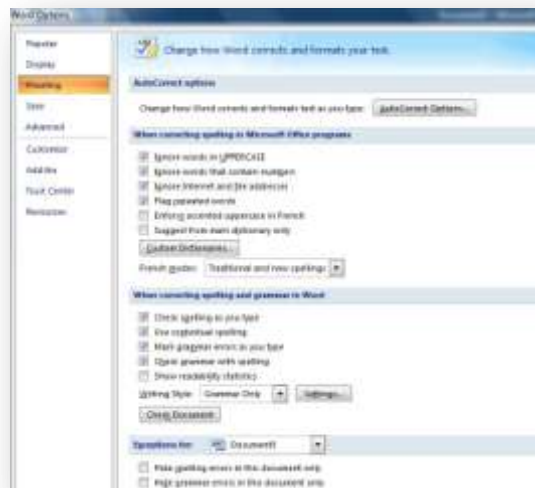 Word Options
Popular
Display
Proofing
Save
Advanced
Customize
Add-Ins
Trust Center
Resources
Change how Word corrects and formats your text.
AutoCorrect options
Change how Word corrects and formats text as you type: AutoCorrect Options...
When correcting spelling in Microsoft Office programs
Ignore words in UPPERCASE
Ignore words that contain numbers
Ignore Internet and file addresses
Flag repeated words
Enforce accented uppercase in French
Suggest from main dictionary only
Custom Dictionaries...
French modes: Traditional and new spellings
When correcting spelling and grammar in Word
Check spelling as you type
Use contextual spelling
Mark grammar errors as you type
Check grammar with spelling
Show readability statistics
Writing Style: Grammar Only Settings...
Check Document
Exceptions for: Document1
Hide spelling errors in this document only
Hide grammar errors in this document only